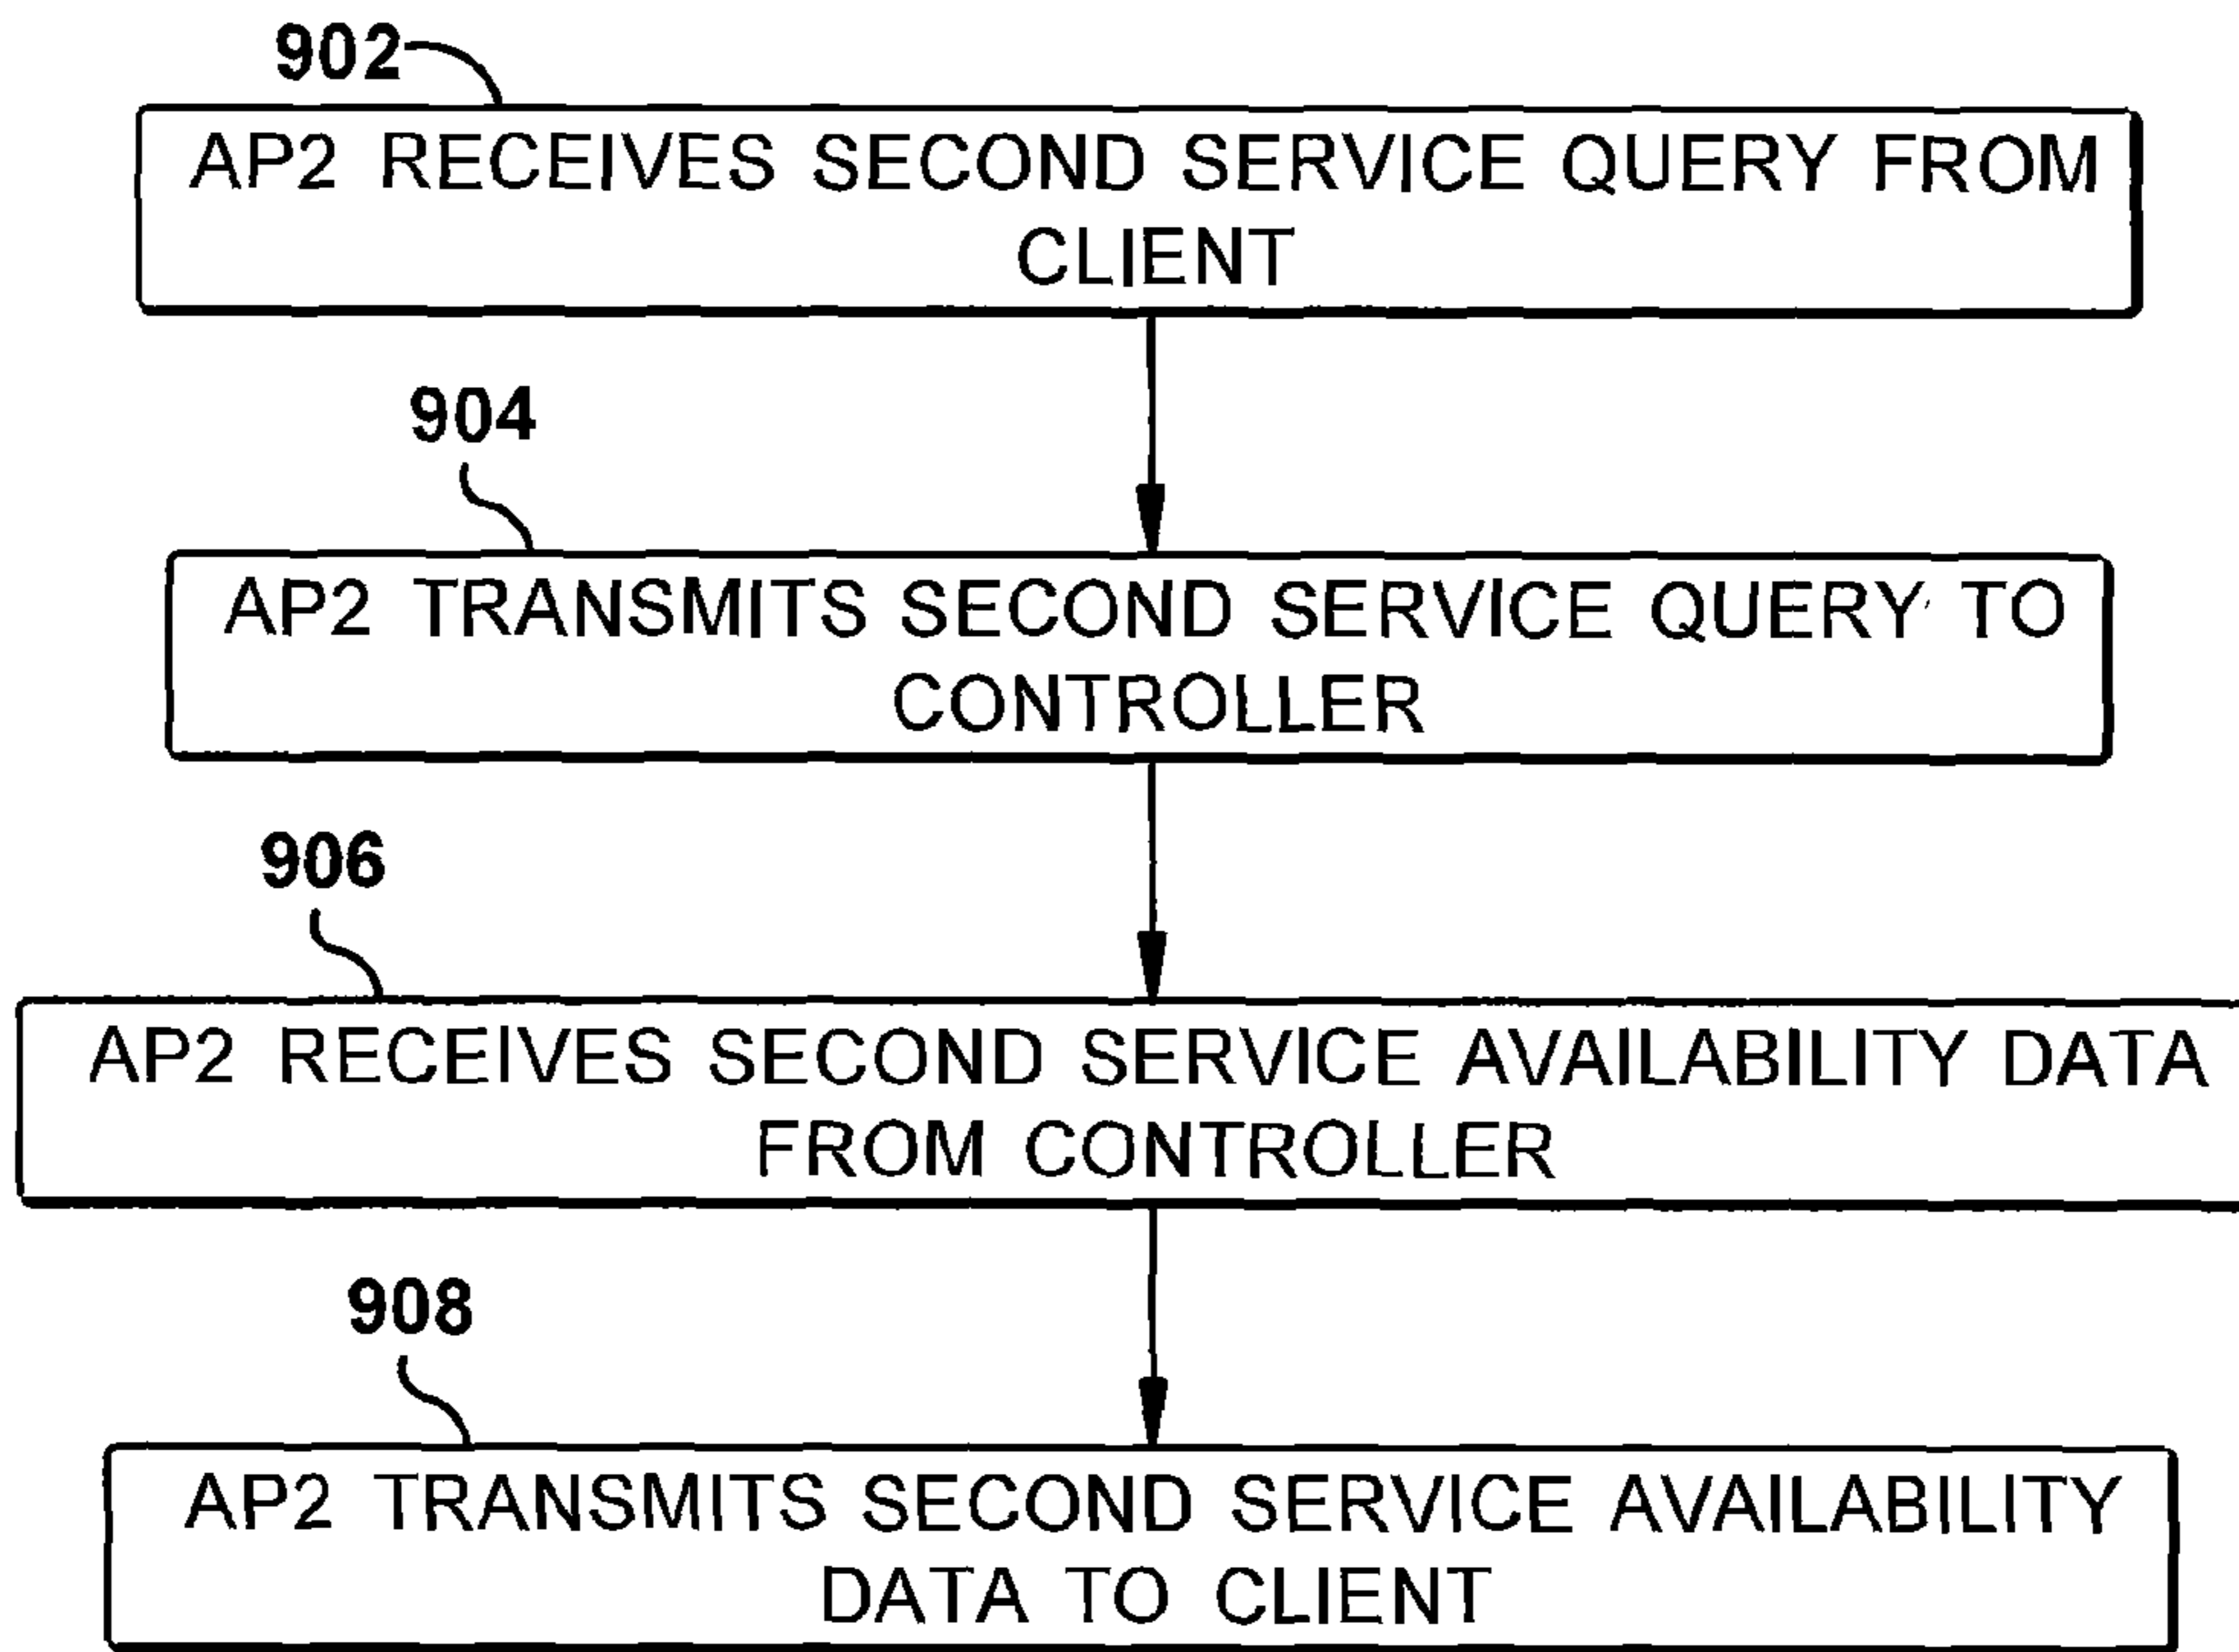 902
AP2 RECEIVES SECOND SERVICE QUERY FROM
CLIENT
904
AP2 TRANSMITS SECOND SERVICE QUERY TO
CONTROLLER
906
AP2 RECEIVES SECOND SERVICE AVAILABILITY DATA
FROM CONTROLLER
908
AP2 TRANSMITS SECOND SERVICE AVAILABILITY
DATA TO CLIENT